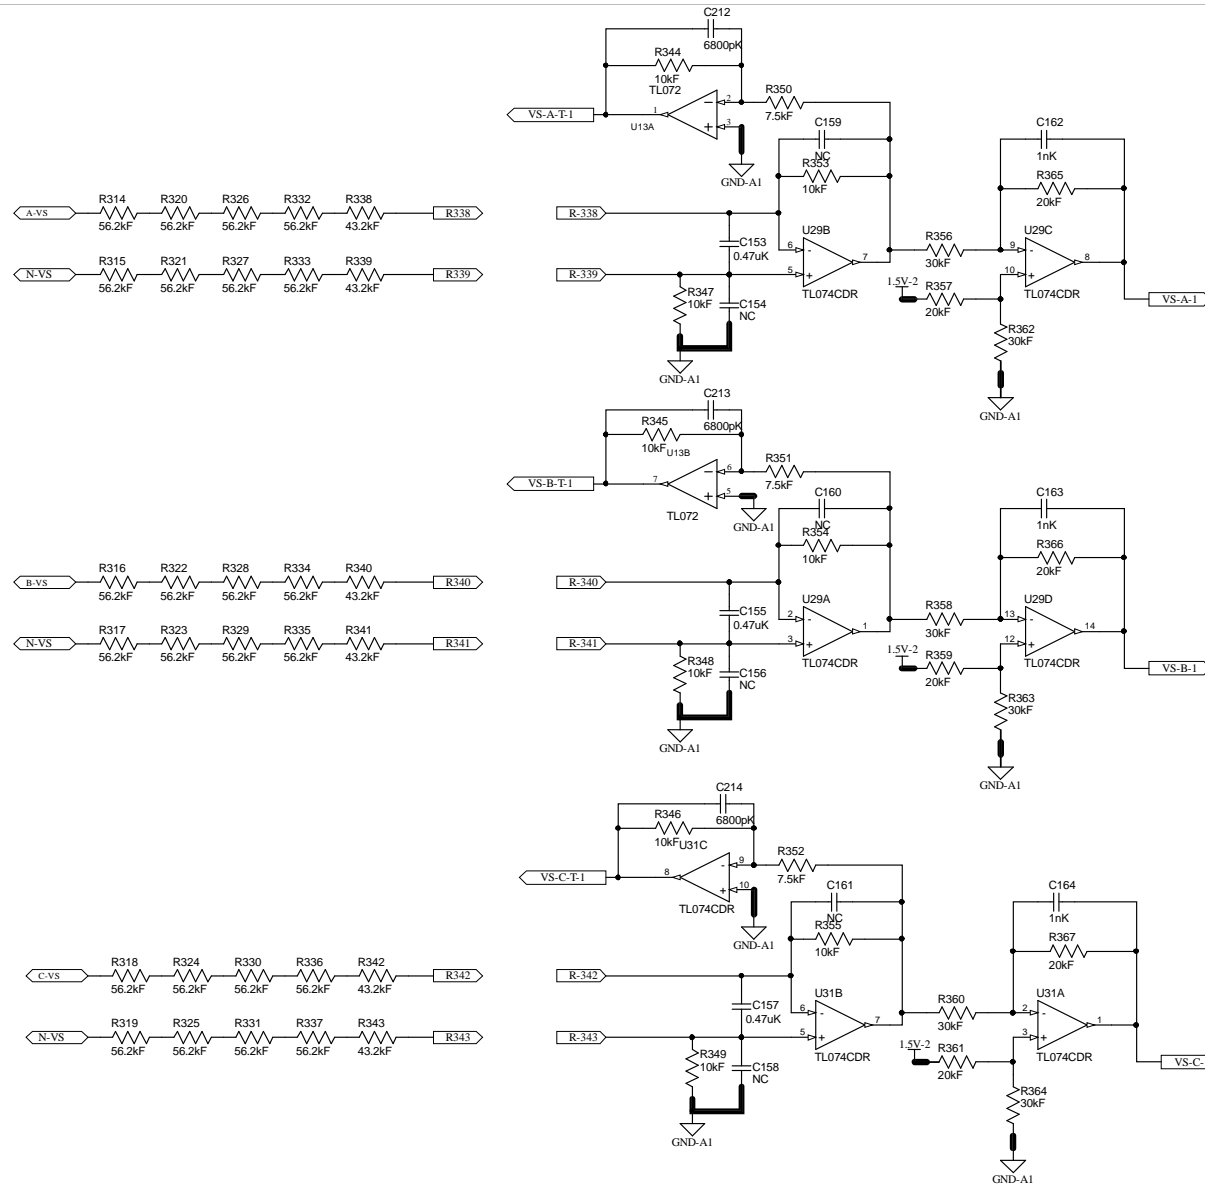 C212
6800pK
R344
10kF
TL072
VS-A-T-1
1
U13A
2
3
R350
7.5kF
GND-A1
C159
NC
R353
10kF
C162
1nK
R365
20kF
A-VS
R314
56.2kF
R320
56.2kF
R326
56.2kF
R332
56.2kF
R338
43.2kF
R338
R-338
C153
0.47uK
6
5
U29B
7
TL074CDR
R356
30kF
9
10
U29C
8
TL074CDR
N-VS
R315
56.2kF
R321
56.2kF
R327
56.2kF
R333
56.2kF
R339
43.2kF
R339
R-339
R347
10kF
C154
NC
GND-A1
1.5V-2
R357
20kF
R362
30kF
GND-A1
VS-A-1
C213
6800pK
R345
10kF
U13B
VS-B-T-1
7
6
5
TL072
R351
7.5kF
GND-A1
C160
NC
R354
10kF
C163
1nK
R366
20kF
B-VS
R316
56.2kF
R322
56.2kF
R328
56.2kF
R334
56.2kF
R340
43.2kF
R340
R-340
C155
0.47uK
2
3
U29A
1
TL074CDR
R358
30kF
13
12
U29D
14
TL074CDR
N-VS
R317
56.2kF
R323
56.2kF
R329
56.2kF
R335
56.2kF
R341
43.2kF
R341
R-341
R348
10kF
C156
NC
GND-A1
1.5V-2
R359
20kF
R363
30kF
GND-A1
VS-B-1
C214
6800pK
R346
10kF
U31C
VS-C-T-1
8
9
10
TL074CDR
R352
7.5kF
GND-A1
C161
NC
R355
10kF
C164
1nK
R367
20kF
C-VS
R318
56.2kF
R324
56.2kF
R330
56.2kF
R336
56.2kF
R342
43.2kF
R342
R-342
C157
0.47uK
6
5
U31B
7
TL074CDR
R360
30kF
2
3
U31A
1
TL074CDR
N-VS
R319
56.2kF
R325
56.2kF
R331
56.2kF
R337
56.2kF
R343
43.2kF
R343
R-343
R349
10kF
C158
NC
GND-A1
1.5V-2
R361
20kF
R364
30kF
GND-A1
VS-C-